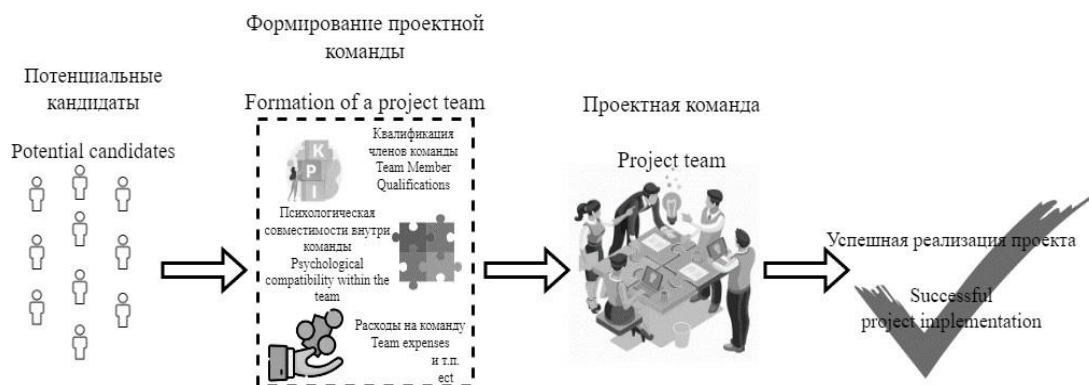 Потенциальные
кандидаты
Potential candidates
Формирование проектной
команды
Formation of a project team
KPI
Квалификация
членов команды
Team Member
Qualifications
Психологическая
совместимости внутри
команды
Psychological
compatibility within the
team
Расходы на команду
Team expenses
и т.п.
ect
Проектная команда
Project team
Успешная реализация проекта
Successful
project implementation